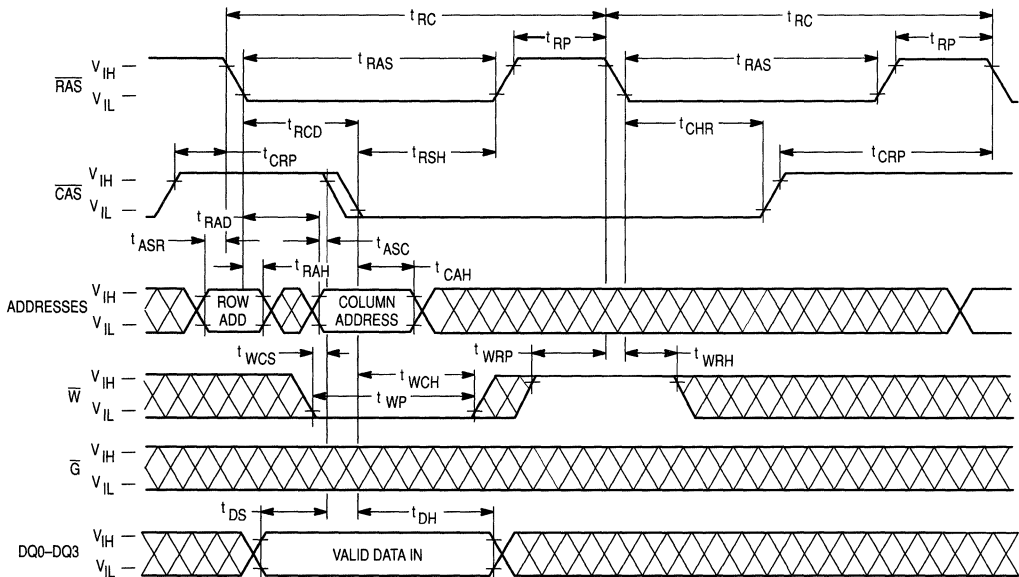 tRC tRC
tRP tRP
RAS VIH tRAS tRAS
VIL
tRCD tCHR
tCRP tRSH tCRP
CAS VIH
VIL
tRAD
tASR tASC
tRAH tCAH
ADDRESSES VIH ROW ADD COLUMN ADDRESS
VIL
tWCS tWRP tWRH
tWCH
W VIH tWP
VIL
G VIH
VIL
tDS tDH
DQ0–DQ3 VIH VALID DATA IN
VIL